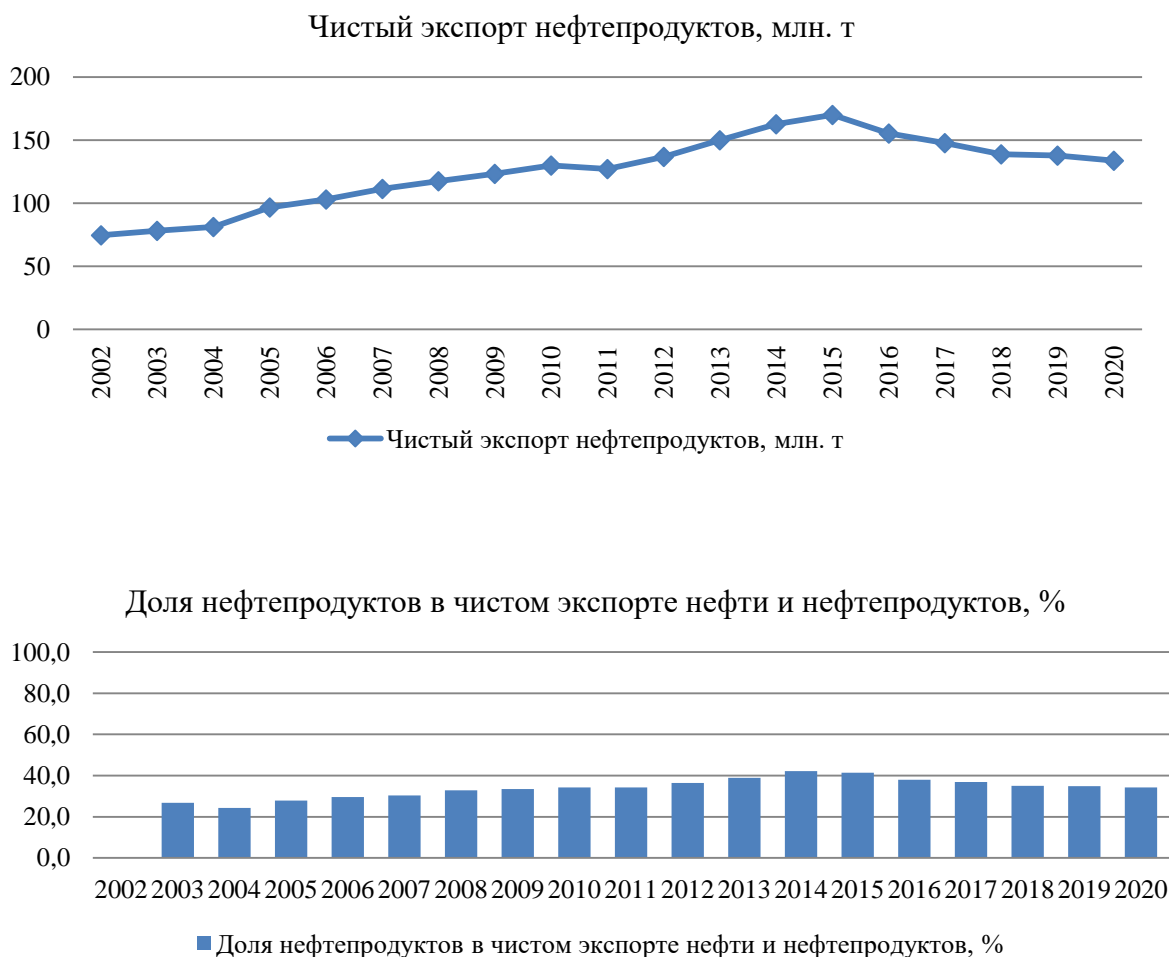 Чистый экспорт нефтепродуктов, млн. т
200
150
100
50
0
2002 2003 2004 2005 2006 2007 2008 2009 2010 2011 2012 2013 2014 2015 2016 2017 2018 2019 2020
Чистый экспорт нефтепродуктов, млн. т
Доля нефтепродуктов в чистом экспорте нефти и нефтепродуктов, %
100,0
80,0
60,0
40,0
20,0
0,0
2002 2003 2004 2005 2006 2007 2008 2009 2010 2011 2012 2013 2014 2015 2016 2017 2018 2019 2020
Доля нефтепродуктов в чистом экспорте нефти и нефтепродуктов, %